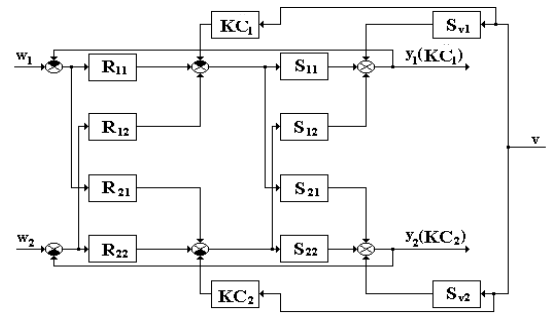 KC₁ Sᵥ₁
w₁ R₁₁ S₁₁ y₁(KC₁)
R₁₂ S₁₂
v
R₂₁ S₂₁
w₂ R₂₂ S₂₂ y₂(KC₂)
KC₂ Sᵥ₂